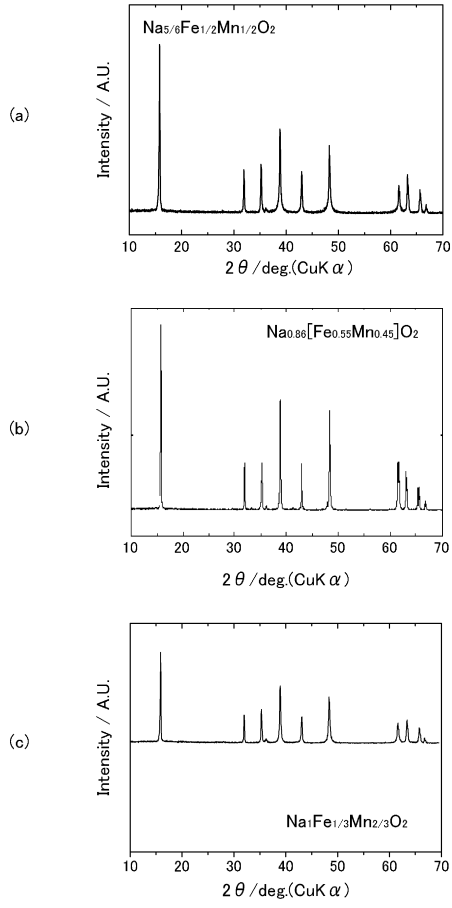 Na5/6Fe1/2Mn1/2O2
(a)
Intensity / A.U.
10 20 30 40 50 60 70
2θ/deg.(CuKα)
Na0.86[Fe0.55Mn0.45]O2
(b)
Intensity / A.U.
10 20 30 40 50 60 70
2θ/deg.(CuKα)
(c)
Intensity / A.U.
Na1Fe1/3Mn2/3O2
10 20 30 40 50 60 70
2θ/deg.(CuKα)